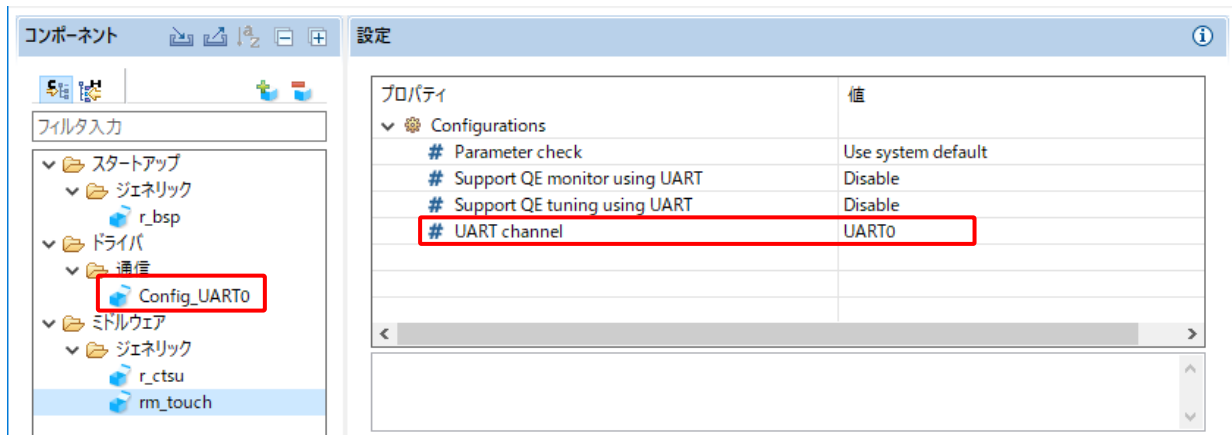 コンポーネント
設定
フィルタ入力
スタートアップ
ジェネリック
r_bsp
ドライバ
通信
Config_UART0
ミドルウェア
ジェネリック
r_ctsu
rm_touch
プロパティ 値
Configurations
# Parameter check Use system default
# Support QE monitor using UART Disable
# Support QE tuning using UART Disable
# UART channel UART0